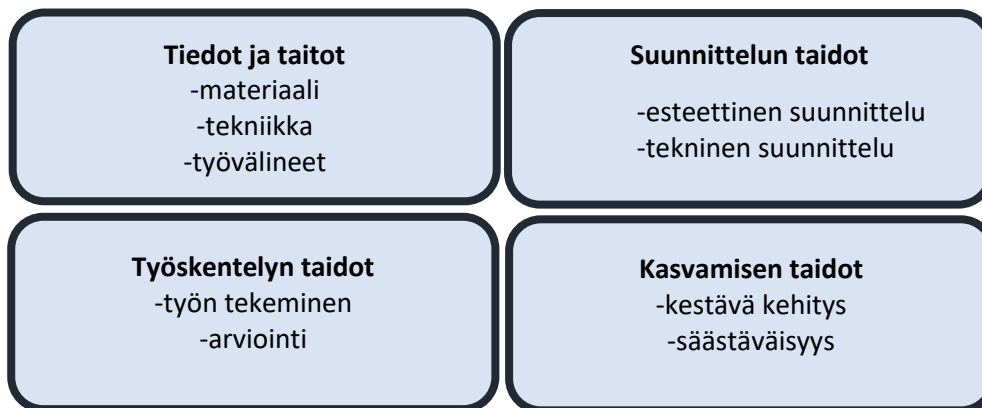 Tiedot ja taitot
-materiaali
-tekniikka
-työvälineet
Suunnittelun taidot
-esteettinen suunnittelu
-tekninen suunnittelu
Työskentelyn taidot
-työn tekeminen
-arviointi
Kasvamisen taidot
-kestävä kehitys
-säästäväisyys